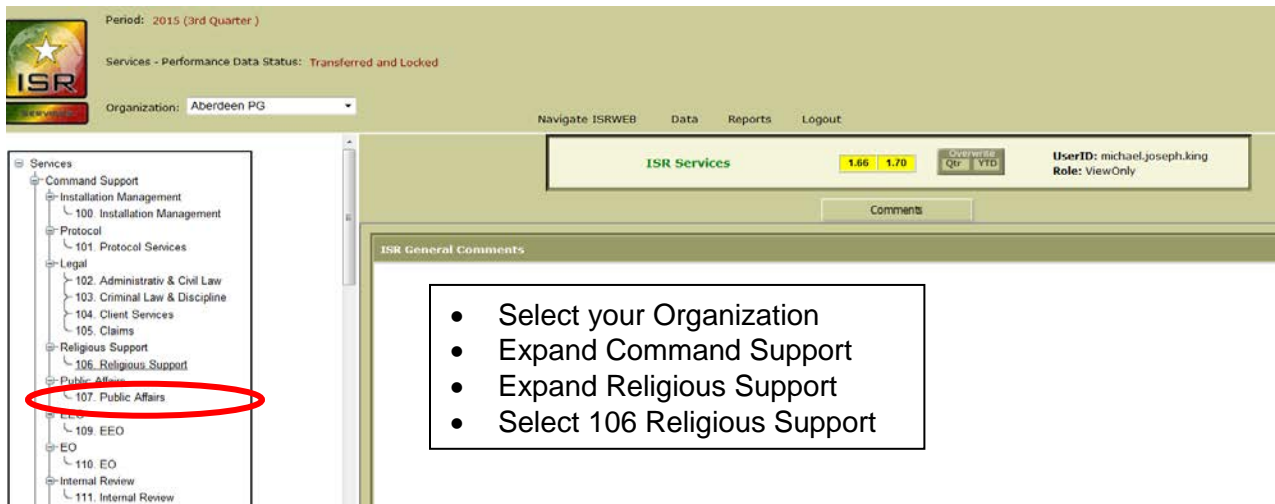 Period: 2015 (3rd Quarter )
Services - Performance Data Status: Transferred and Locked
ISR
SERVICES
Organization: Aberdeen PG
Navigate ISRWEB Data Reports Logout
ISR Services
1.66 1.70
Overwrite
Qtr YTD
UserID: michael.joseph.king
Role: ViewOnly
Comments
Services
Command Support
Installation Management
100. Installation Management
Protocol
101. Protocol Services
Legal
102. Administrativ & Civil Law
103. Criminal Law & Discipline
104. Client Services
105. Claims
Religious Support
106. Religious Support
Public Affairs
107. Public Affairs
EEO
109. EEO
EO
110. EO
Internal Review
111. Internal Review
ISR General Comments
• Select your Organization
• Expand Command Support
• Expand Religious Support
• Select 106 Religious Support